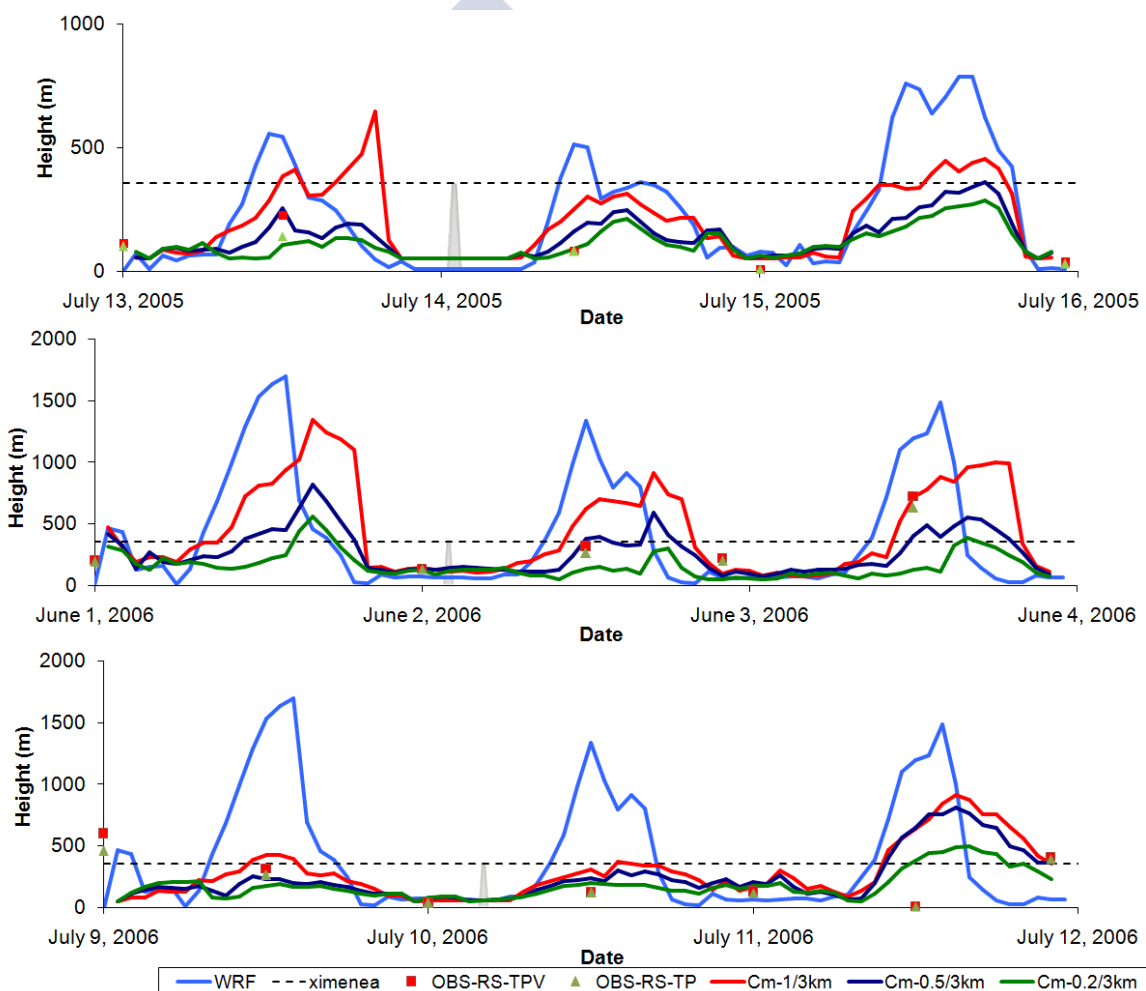 1000
500
0
Height (m)
July 13, 2005 July 14, 2005 July 15, 2005 July 16, 2005
Date
2000
1500
1000
500
0
Height (m)
June 1, 2006 June 2, 2006 June 3, 2006 June 4, 2006
Date
2000
1500
1000
500
0
Height (m)
July 9, 2006 July 10, 2006 July 11, 2006 July 12, 2006
Date
WRF ximenea OBS-RS-TPV OBS-RS-TP Cm-1/3km Cm-0.5/3km Cm-0.2/3km